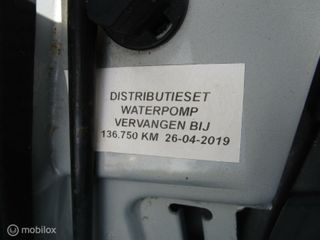 DISTRIBUTIESET
WATERPOMP
VERVANGEN BIJ
136.750 KM 26-04-2019
mobilox